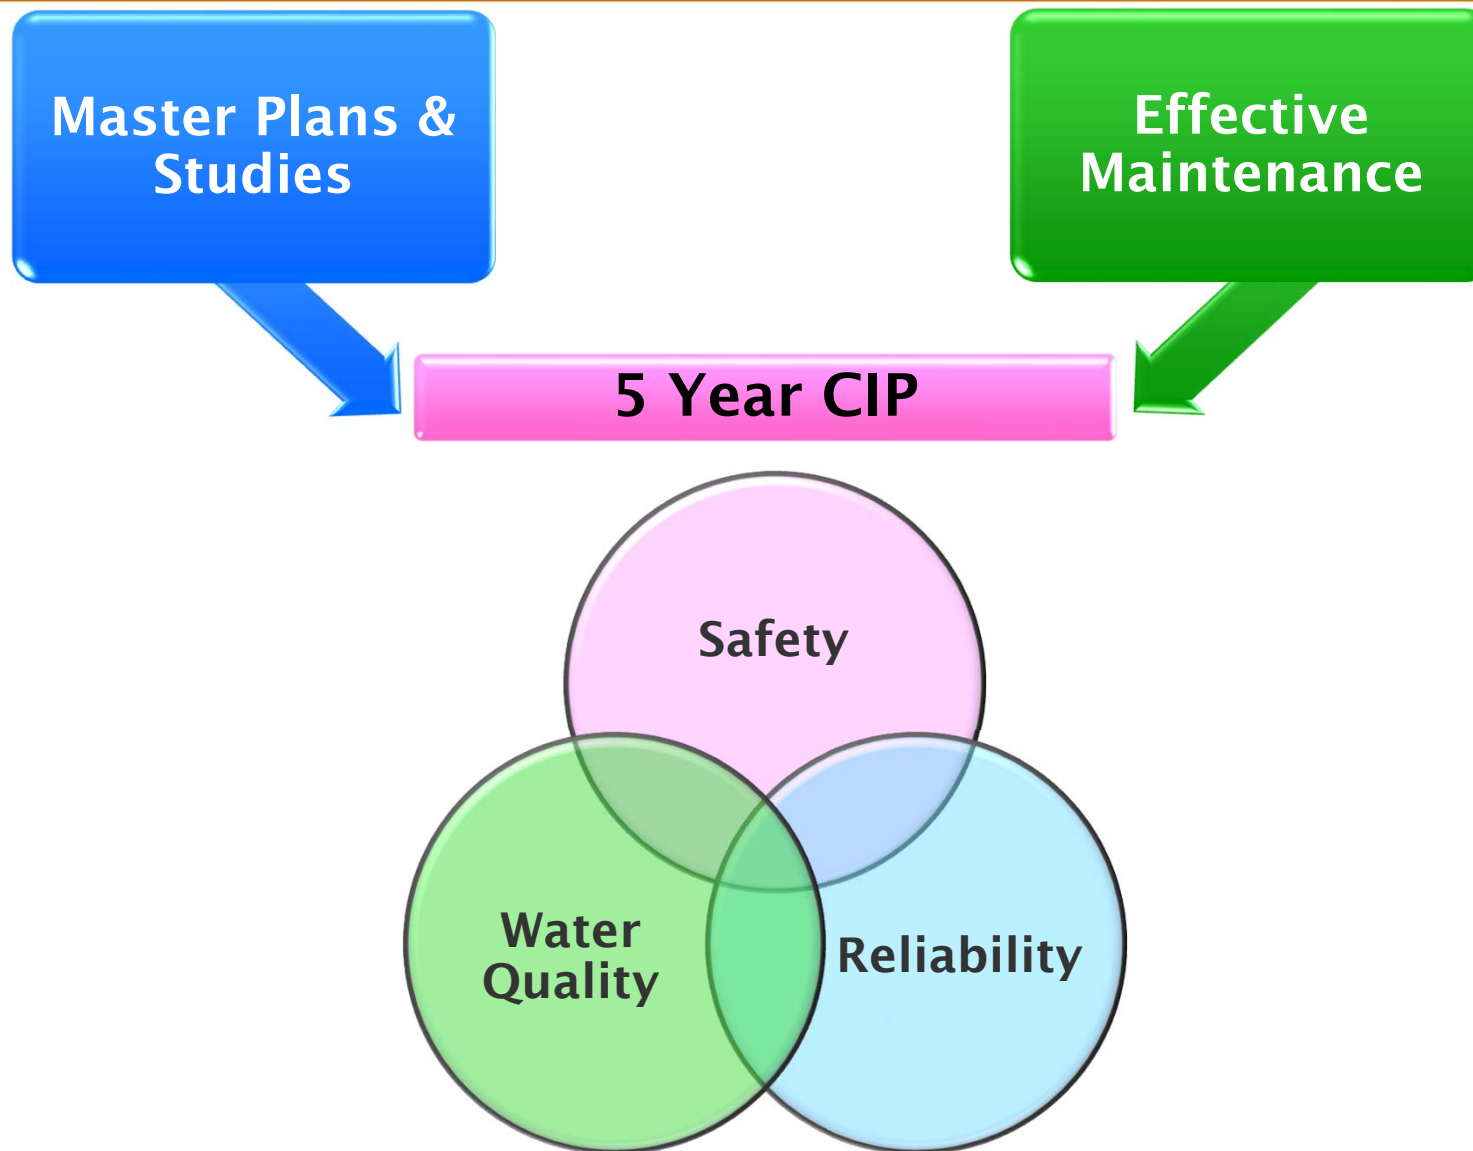 Master Plans &
Studies
Effective
Maintenance
5 Year CIP
Safety
Water
Quality
Reliability